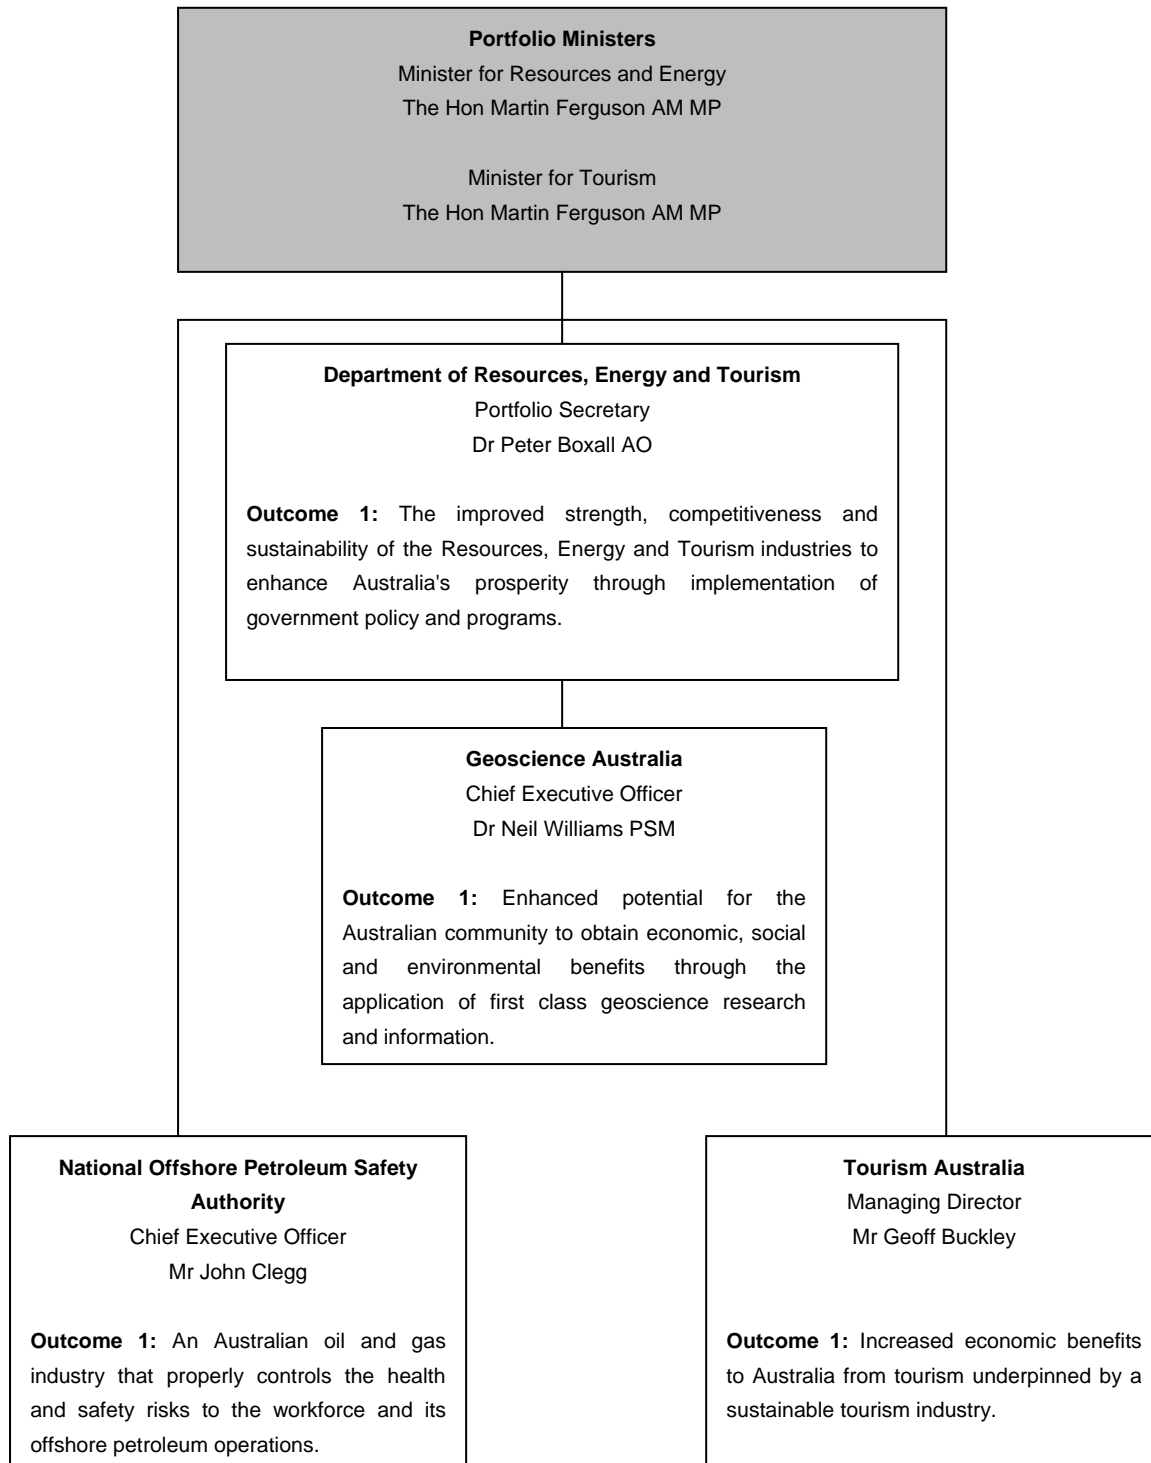 Portfolio Ministers
Minister for Resources and Energy
The Hon Martin Ferguson AM MP
Minister for Tourism
The Hon Martin Ferguson AM MP
Department of Resources, Energy and Tourism
Portfolio Secretary
Dr Peter Boxall AO
Outcome 1: The improved strength, competitiveness and
sustainability of the Resources, Energy and Tourism industries to
enhance Australia's prosperity through implementation of
government policy and programs.
Geoscience Australia
Chief Executive Officer
Dr Neil Williams PSM
Outcome 1: Enhanced potential for the
Australian community to obtain economic, social
and environmental benefits through the
application of first class geoscience research
and information.
National Offshore Petroleum Safety
Authority
Chief Executive Officer
Mr John Clegg
Outcome 1: An Australian oil and gas
industry that properly controls the health
and safety risks to the workforce and its
offshore petroleum operations.
Tourism Australia
Managing Director
Mr Geoff Buckley
Outcome 1: Increased economic benefits
to Australia from tourism underpinned by a
sustainable tourism industry.